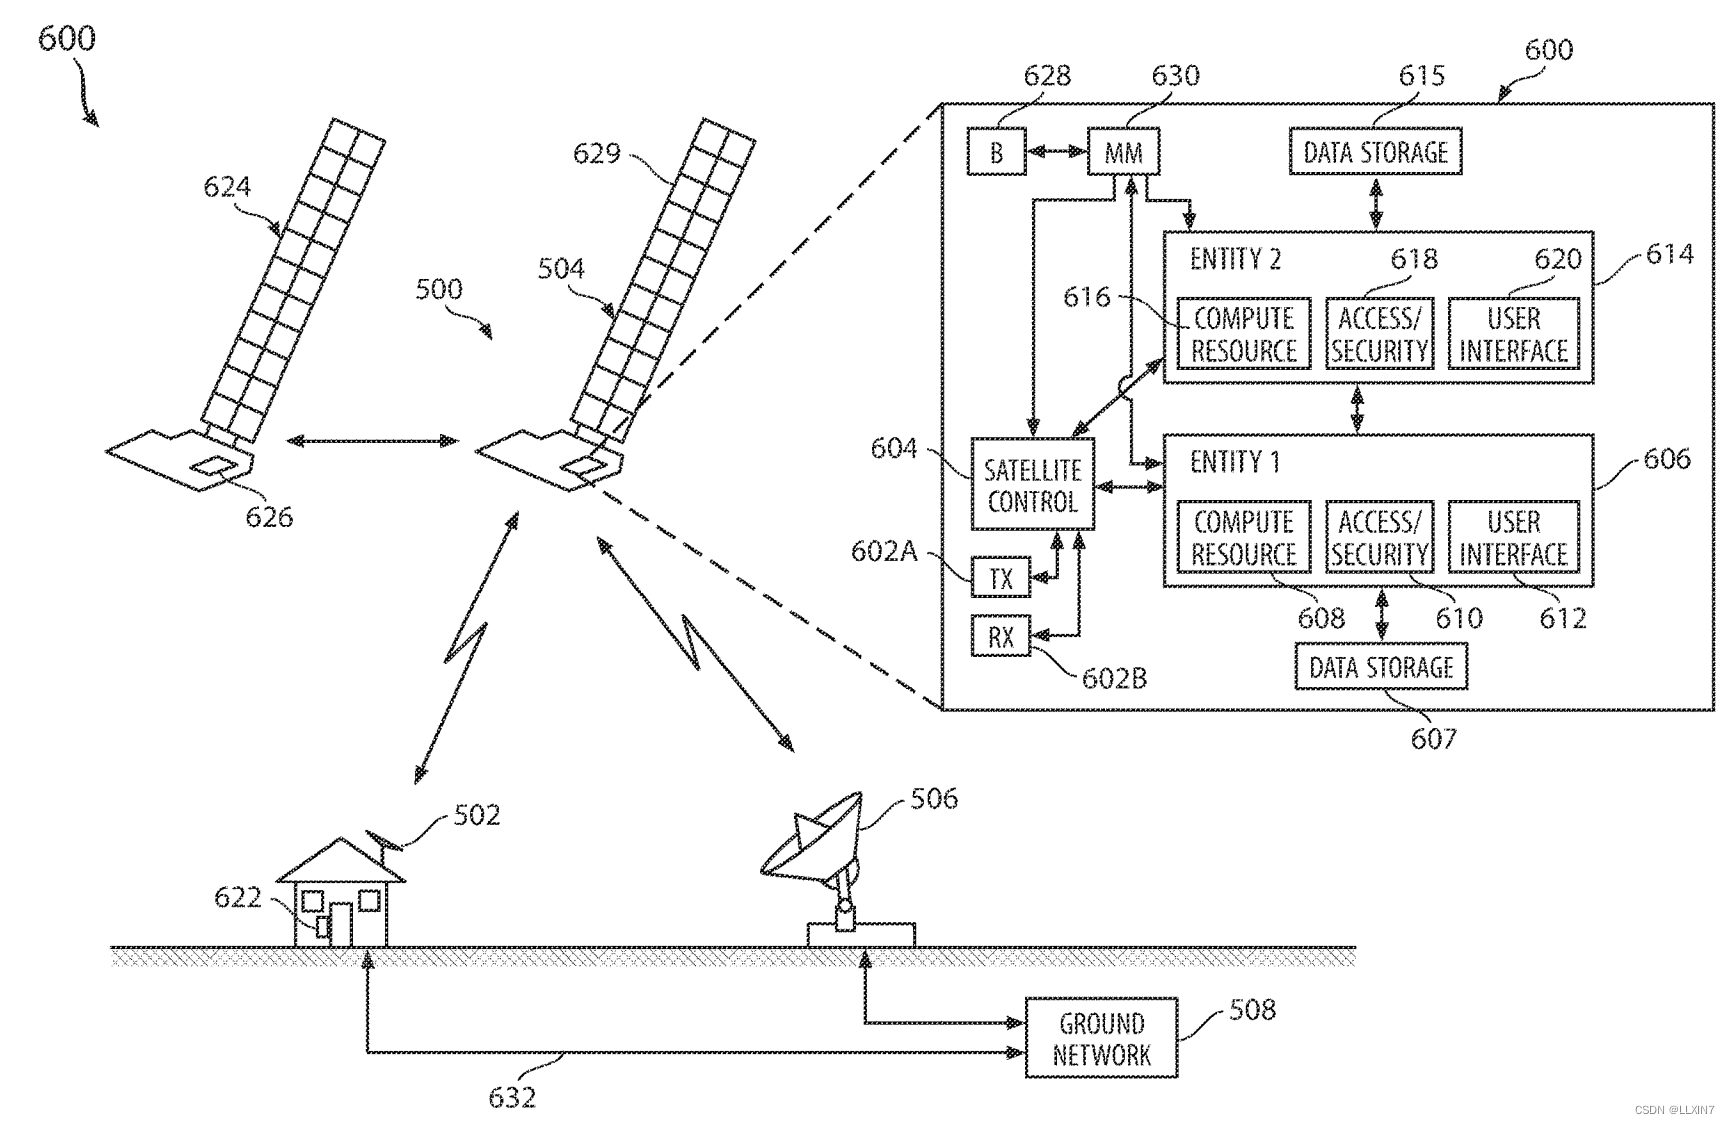 600
600
628
630
615
B
MM
DATA STORAGE
629
624
504
500
ENTITY 2
618
620
614
616
COMPUTE
RESOURCE
ACCESS/
SECURITY
USER
INTERFACE
604
SATELLITE
CONTROL
ENTITY 1
606
COMPUTE
RESOURCE
ACCESS/
SECURITY
USER
INTERFACE
626
602A
TX
608
610
612
RX
602B
DATA STORAGE
607
502
506
622
GROUND
NETWORK
508
632
CSDN @LLXIN7